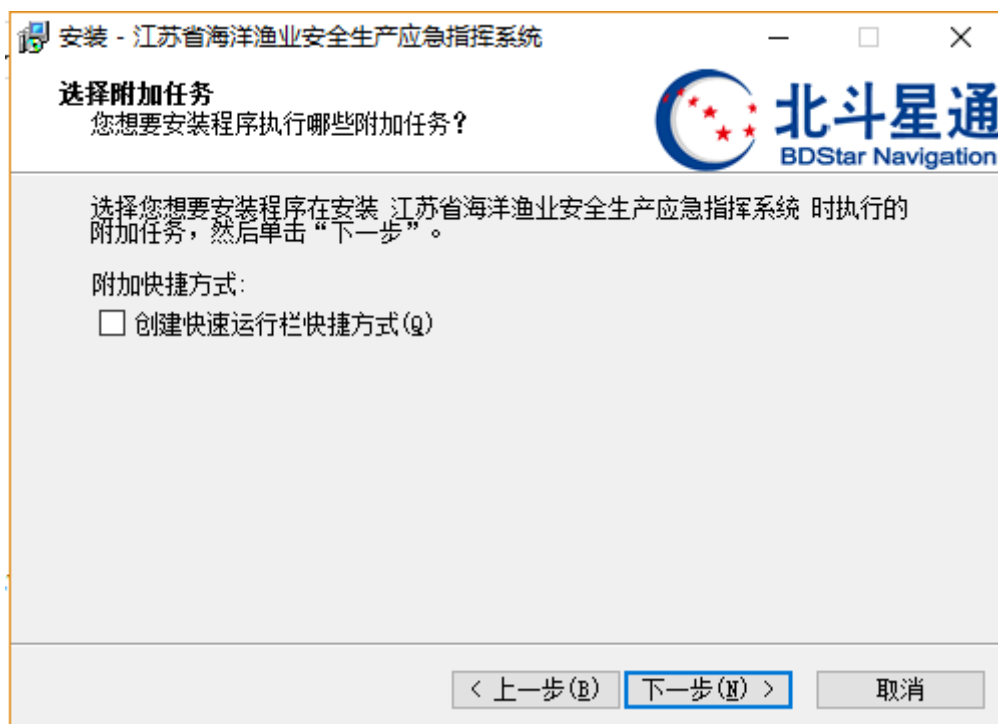 安装 - 江苏省海洋渔业安全生产应急指挥系统
选择附加任务
您想要安装程序执行哪些附加任务?
北斗星通
BDStar Navigation
选择您想要安装程序在安装 江苏省海洋渔业安全生产应急指挥系统 时执行的
附加任务，然后单击“下一步”。
附加快捷方式:
创建快速运行栏快捷方式(Q)
< 上一步(B)
下一步(N) >
取消